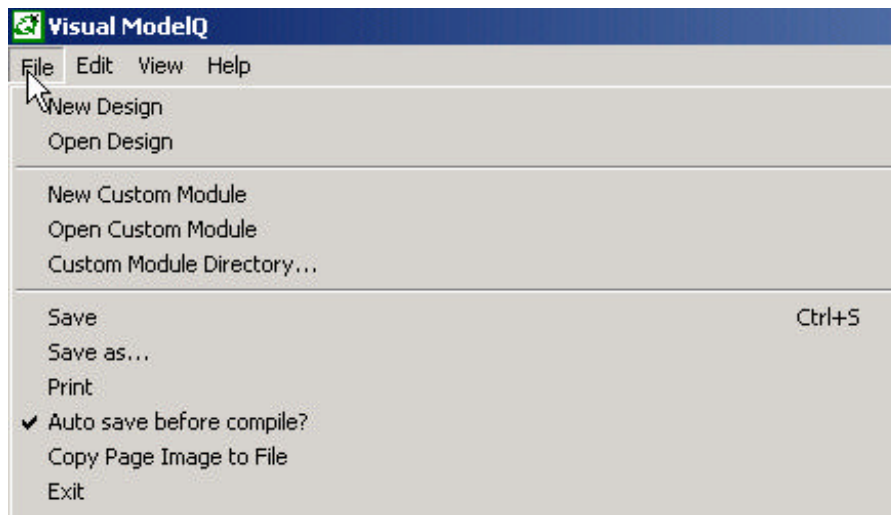 Visual ModelQ
File Edit View Help
New Design
Open Design
New Custom Module
Open Custom Module
Custom Module Directory...
Save Ctrl+S
Save as...
Print
Auto save before compile?
Copy Page Image to File
Exit